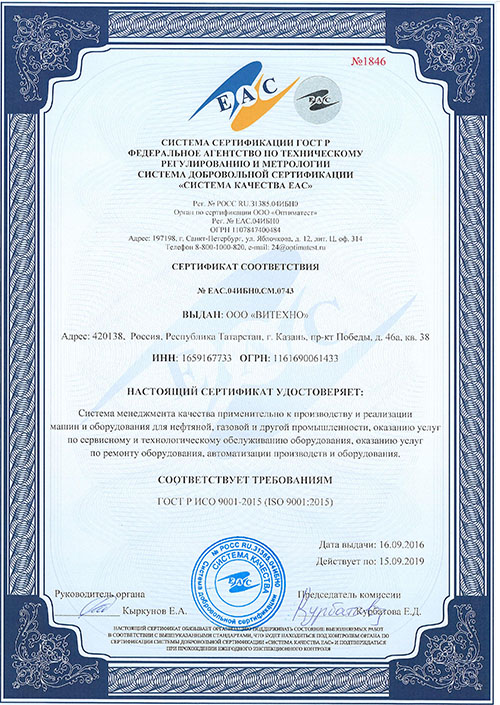 №1846
ЕАС
ЕАС
СИСТЕМА СЕРТИФИКАЦИИ ГОСТ Р
ФЕДЕРАЛЬНОЕ АГЕНТСТВО ПО ТЕХНИЧЕСКОМУ
РЕГУЛИРОВАНИЮ И МЕТРОЛОГИИ
СИСТЕМА ДОБРОВОЛЬНОЙ СЕРТИФИКАЦИИ
«СИСТЕМА КАЧЕСТВА ЕАС»
Рег. № РОСС RU.31385.04ИБН0
Орган по сертификации ООО «Оптиматест»
Рег. № ЕАС.04ИБН0
ОГРН 1107847400484
Адрес: 197198, г. Санкт-Петербург, ул. Яблочкова, д. 12, лит. Ц, оф. 314
Телефон 8-800-1000-820, e-mail: 24@optimatest.ru
СЕРТИФИКАТ СООТВЕТСТВИЯ
№ ЕАС.04ИБН0.СМ.0743
ВЫДАН: ООО «ВИТЕХНО»
Адрес: 420138, Россия, Республика Татарстан, г. Казань, пр-кт Победы, д. 46а, кв. 38
ИНН: 1659167733 ОГРН: 1161690061433
НАСТОЯЩИЙ СЕРТИФИКАТ УДОСТОВЕРЯЕТ:
Система менеджмента качества применительно к производству и реализации
машин и оборудования для нефтяной, газовой и другой промышленности, оказанию услуг
по сервисному и технологическому обслуживанию оборудования, оказанию услуг
по ремонту оборудования, автоматизации производств и оборудования.
СООТВЕТСТВУЕТ ТРЕБОВАНИЯМ
ГОСТ Р ИСО 9001-2015 (ISO 9001:2015)
Дата выдачи: 16.09.2016
Действует по: 15.09.2019
№ РОСС RU.31385.04ИБН0
СИСТЕМА КАЧЕСТВА
ЕАС
Система добровольной сертификации
Руководитель органа
Председатель комиссии
Кыркунов Е.А.
Курбатова Е.Д.
НАСТОЯЩИЙ СЕРТИФИКАТ ОБЯЗЫВАЕТ ОРГАНИЗАЦИЮ ПОДДЕРЖИВАТЬ СОСТОЯНИЕ ВЫПОЛНЯЕМЫХ РАБОТ
В СООТВЕТСТВИИ С ВЫШЕУКАЗАННЫМИ СТАНДАРТАМИ, ЧТО БУДЕТ НАХОДИТЬСЯ ПОД КОНТРОЛЕМ ОРГАНА ПО
СЕРТИФИКАЦИИ СИСТЕМЫ ДОБРОВОЛЬНОЙ СЕРТИФИКАЦИИ «СИСТЕМА КАЧЕСТВА ЕАС» И ПОДТВЕРЖДАТЬСЯ
ПРИ ПРОХОЖДЕНИИ ЕЖЕГОДНОГО ИНСПЕКЦИОННОГО КОНТРОЛЯ